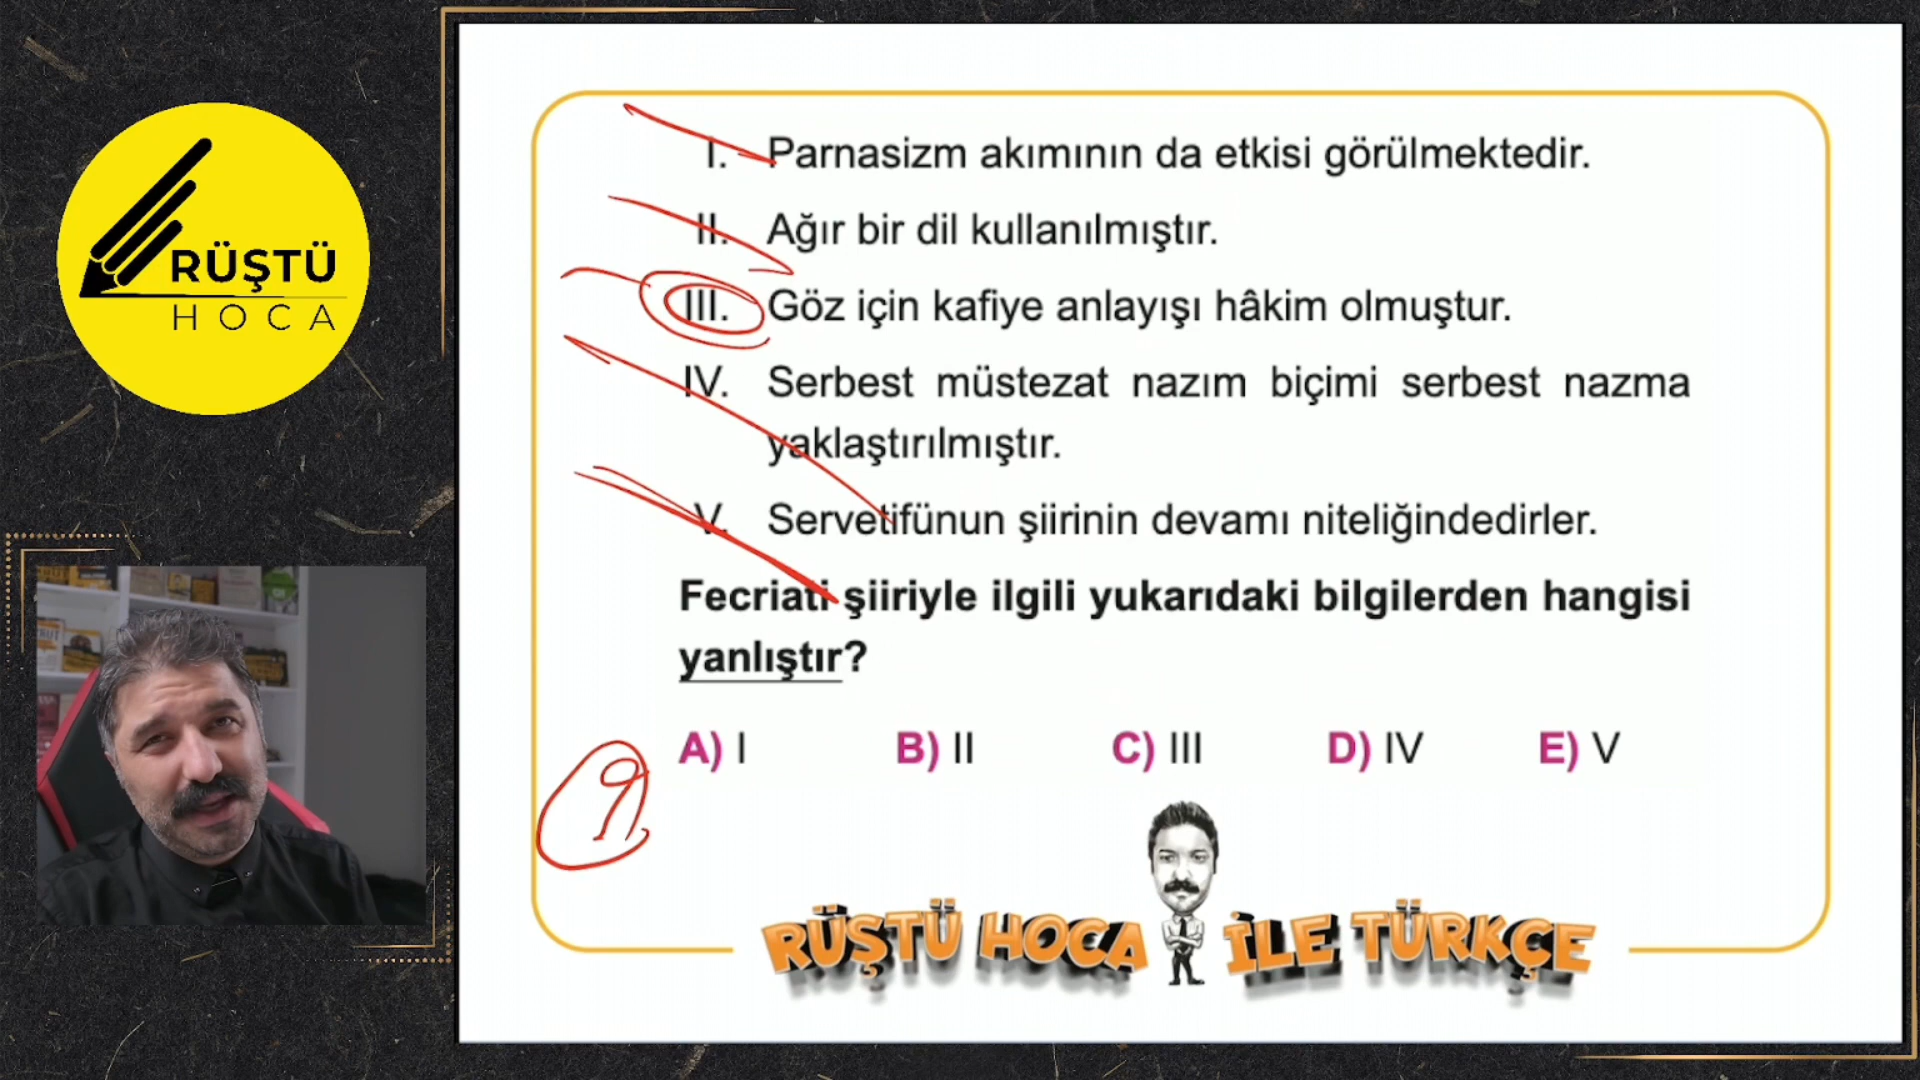 RÜŞTÜ
HOCA
I. Parnasizm akımının da etkisi görülmektedir.
II. Ağır bir dil kullanılmıştır.
III. Göz için kafiye anlayışı hâkim olmuştur.
IV. Serbest müstezat nazım biçimi serbest nazma
yaklaştırılmıştır.
V. Servetifünun şiirinin devamı niteliğindedirler.
Fecriati şiiriyle ilgili yukarıdaki bilgilerden hangisi
yanlıştır?
A) I B) II C) III D) IV E) V
9
RÜŞTÜ HOCA İLE TÜRKÇE